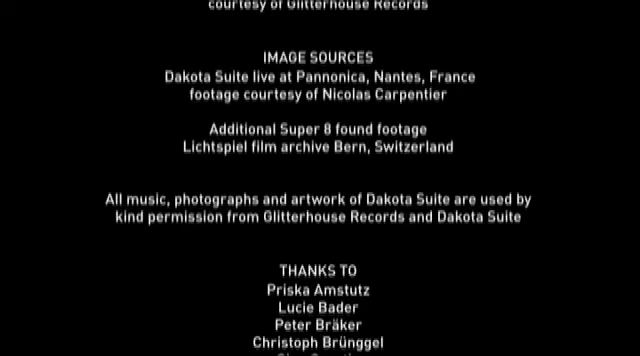 courtesy of Glitterhouse Records
IMAGE SOURCES
Dakota Suite live at Pannonica, Nantes, France
footage courtesy of Nicolas Carpentier
Additional Super 8 found footage
Lichtspiel film archive Bern, Switzerland
All music, photographs and artwork of Dakota Suite are used by
kind permission from Glitterhouse Records and Dakota Suite
THANKS TO
Priska Amstutz
Lucie Bader
Peter Bräker
Christoph Brünggel